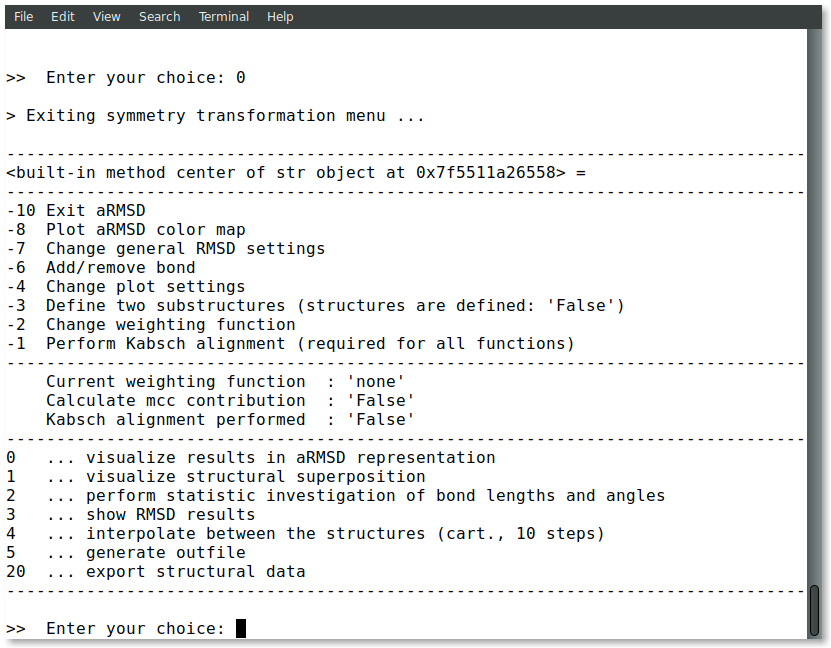 File Edit View Search Terminal Help
>>  Enter your choice: 0
> Exiting symmetry transformation menu ...
--------------------------------------------------------------------------------
<built-in method center of str object at 0x7f5511a26558> =
--------------------------------------------------------------------------------
-10 Exit aRMSD
-8  Plot aRMSD color map
-7  Change general RMSD settings
-6  Add/remove bond
-4  Change plot settings
-3  Define two substructures (structures are defined: 'False')
-2  Change weighting function
-1  Perform Kabsch alignment (required for all functions)
--------------------------------------------------------------------------------
    Current weighting function  : 'none'
    Calculate mcc contribution  : 'False'
    Kabsch alignment performed  : 'False'
--------------------------------------------------------------------------------
0   ... visualize results in aRMSD representation
1   ... visualize structural superposition
2   ... perform statistic investigation of bond lengths and angles
3   ... show RMSD results
4   ... interpolate between the structures (cart., 10 steps)
5   ... generate outfile
20  ... export structural data
--------------------------------------------------------------------------------
>>  Enter your choice: